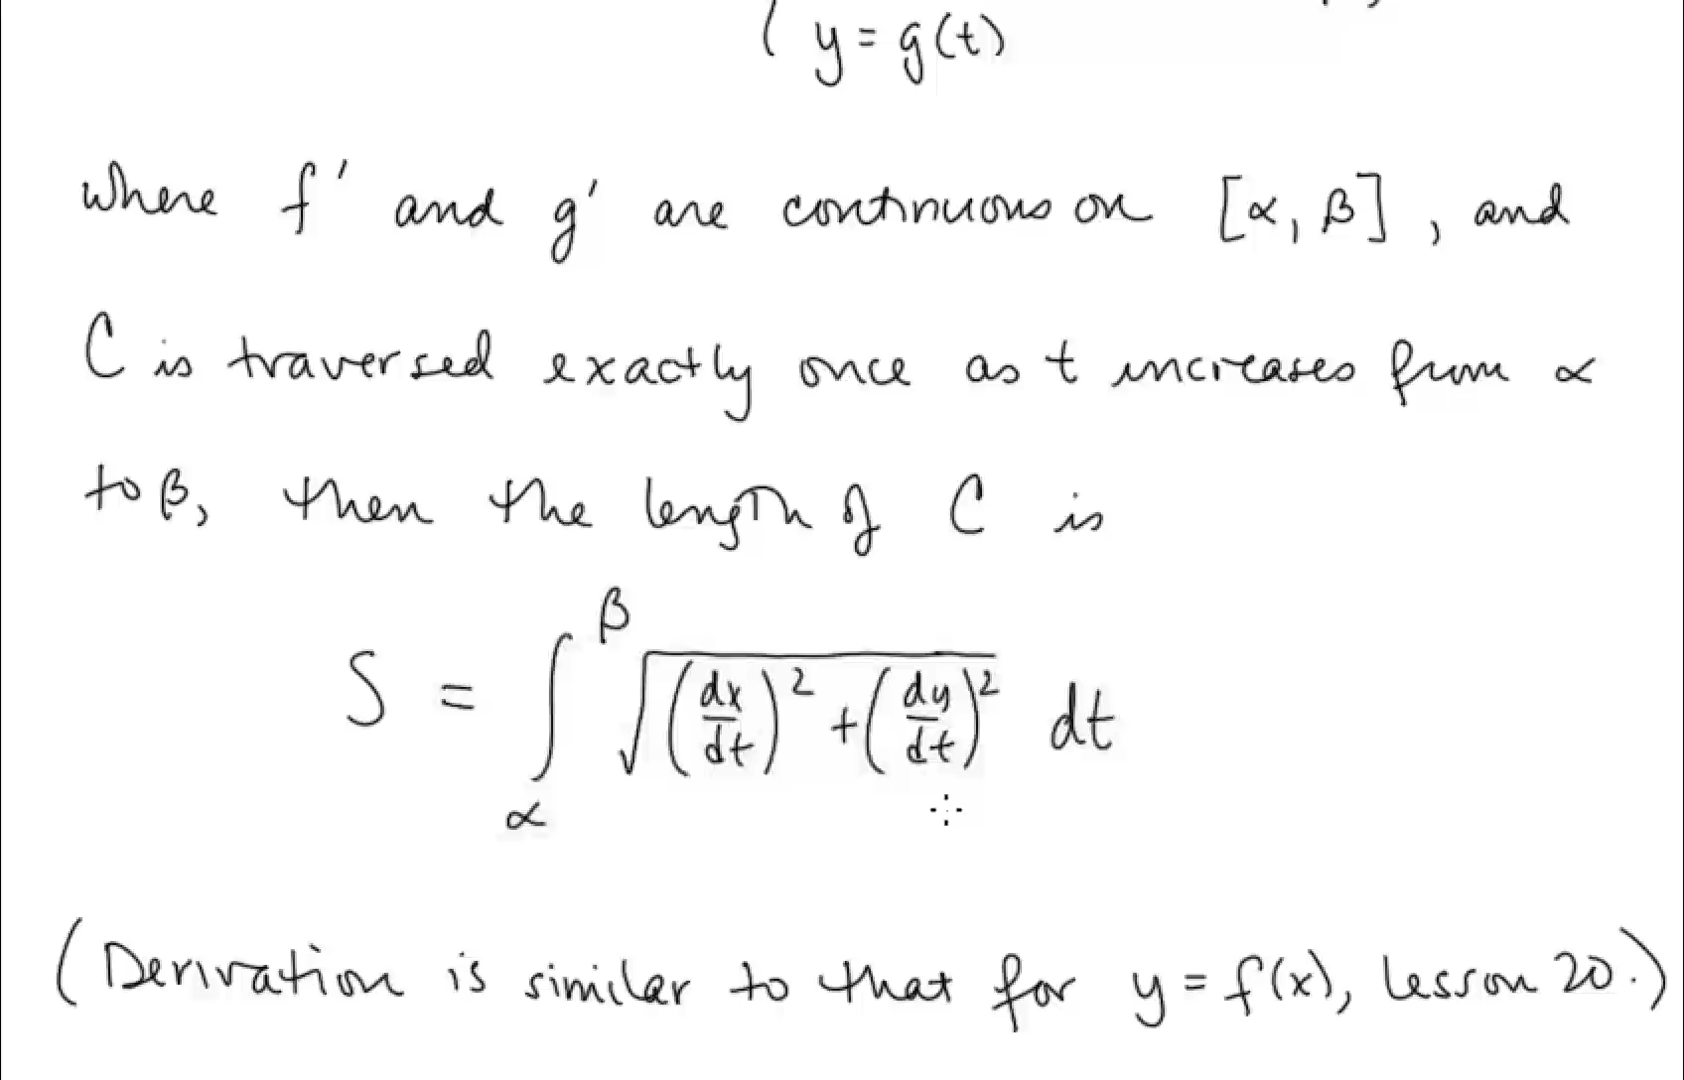 ( y = g(t)
where f' and g' are continuous on [α, β], and
C is traversed exactly once as t increases from α
to β, then the length of C is
S = ∫_α^β √((dx/dt)² + (dy/dt)²) dt
(Derivation is similar to that for y = f(x), lesson 20.)